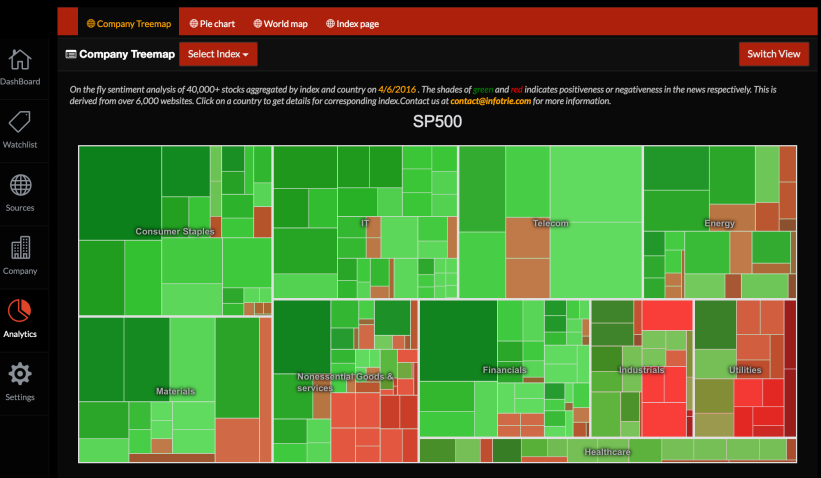 Company Treemap
Pie chart
World map
Index page
DashBoard
Watchlist
Sources
Company
Analytics
Settings
Company Treemap
Select Index
Switch View
On the fly sentiment analysis of 40,000+ stocks aggregated by index and country on 4/6/2016 . The shades of green and red indicates positiveness or negativeness in the news respectively. This is
derived from over 6,000 websites. Click on a country to get details for corresponding index.Contact us at contact@infotrie.com for more information.
SP500
Consumer Staples
IT
Telecom
Energy
Materials
Nonessential Goods &
services
Financials
Industrials
Utilities
Healthcare